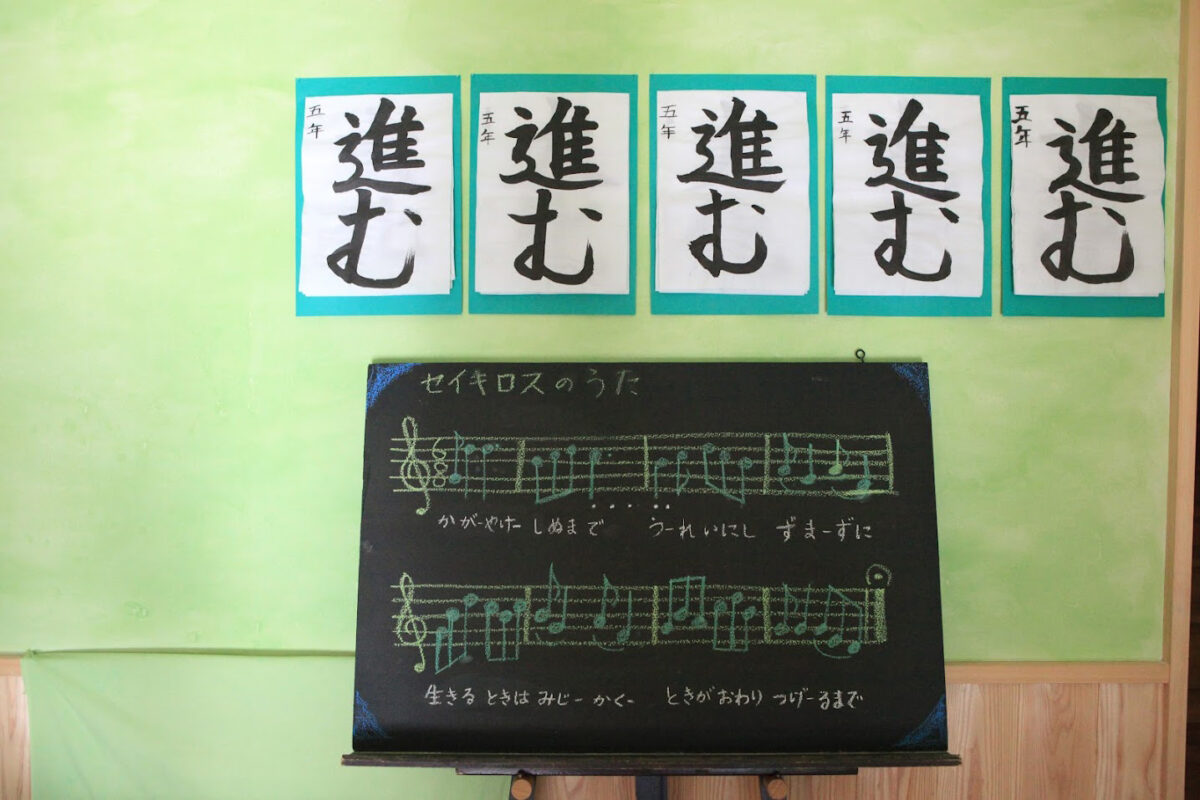 五年
進む
五年
進む
五年
進む
五年
進む
五年
進む
セイキロスのうた
かがーやけー しぬまで うーれいにし ずまーずに
生きる ときは みじーかくー ときがおわり つげーるまで